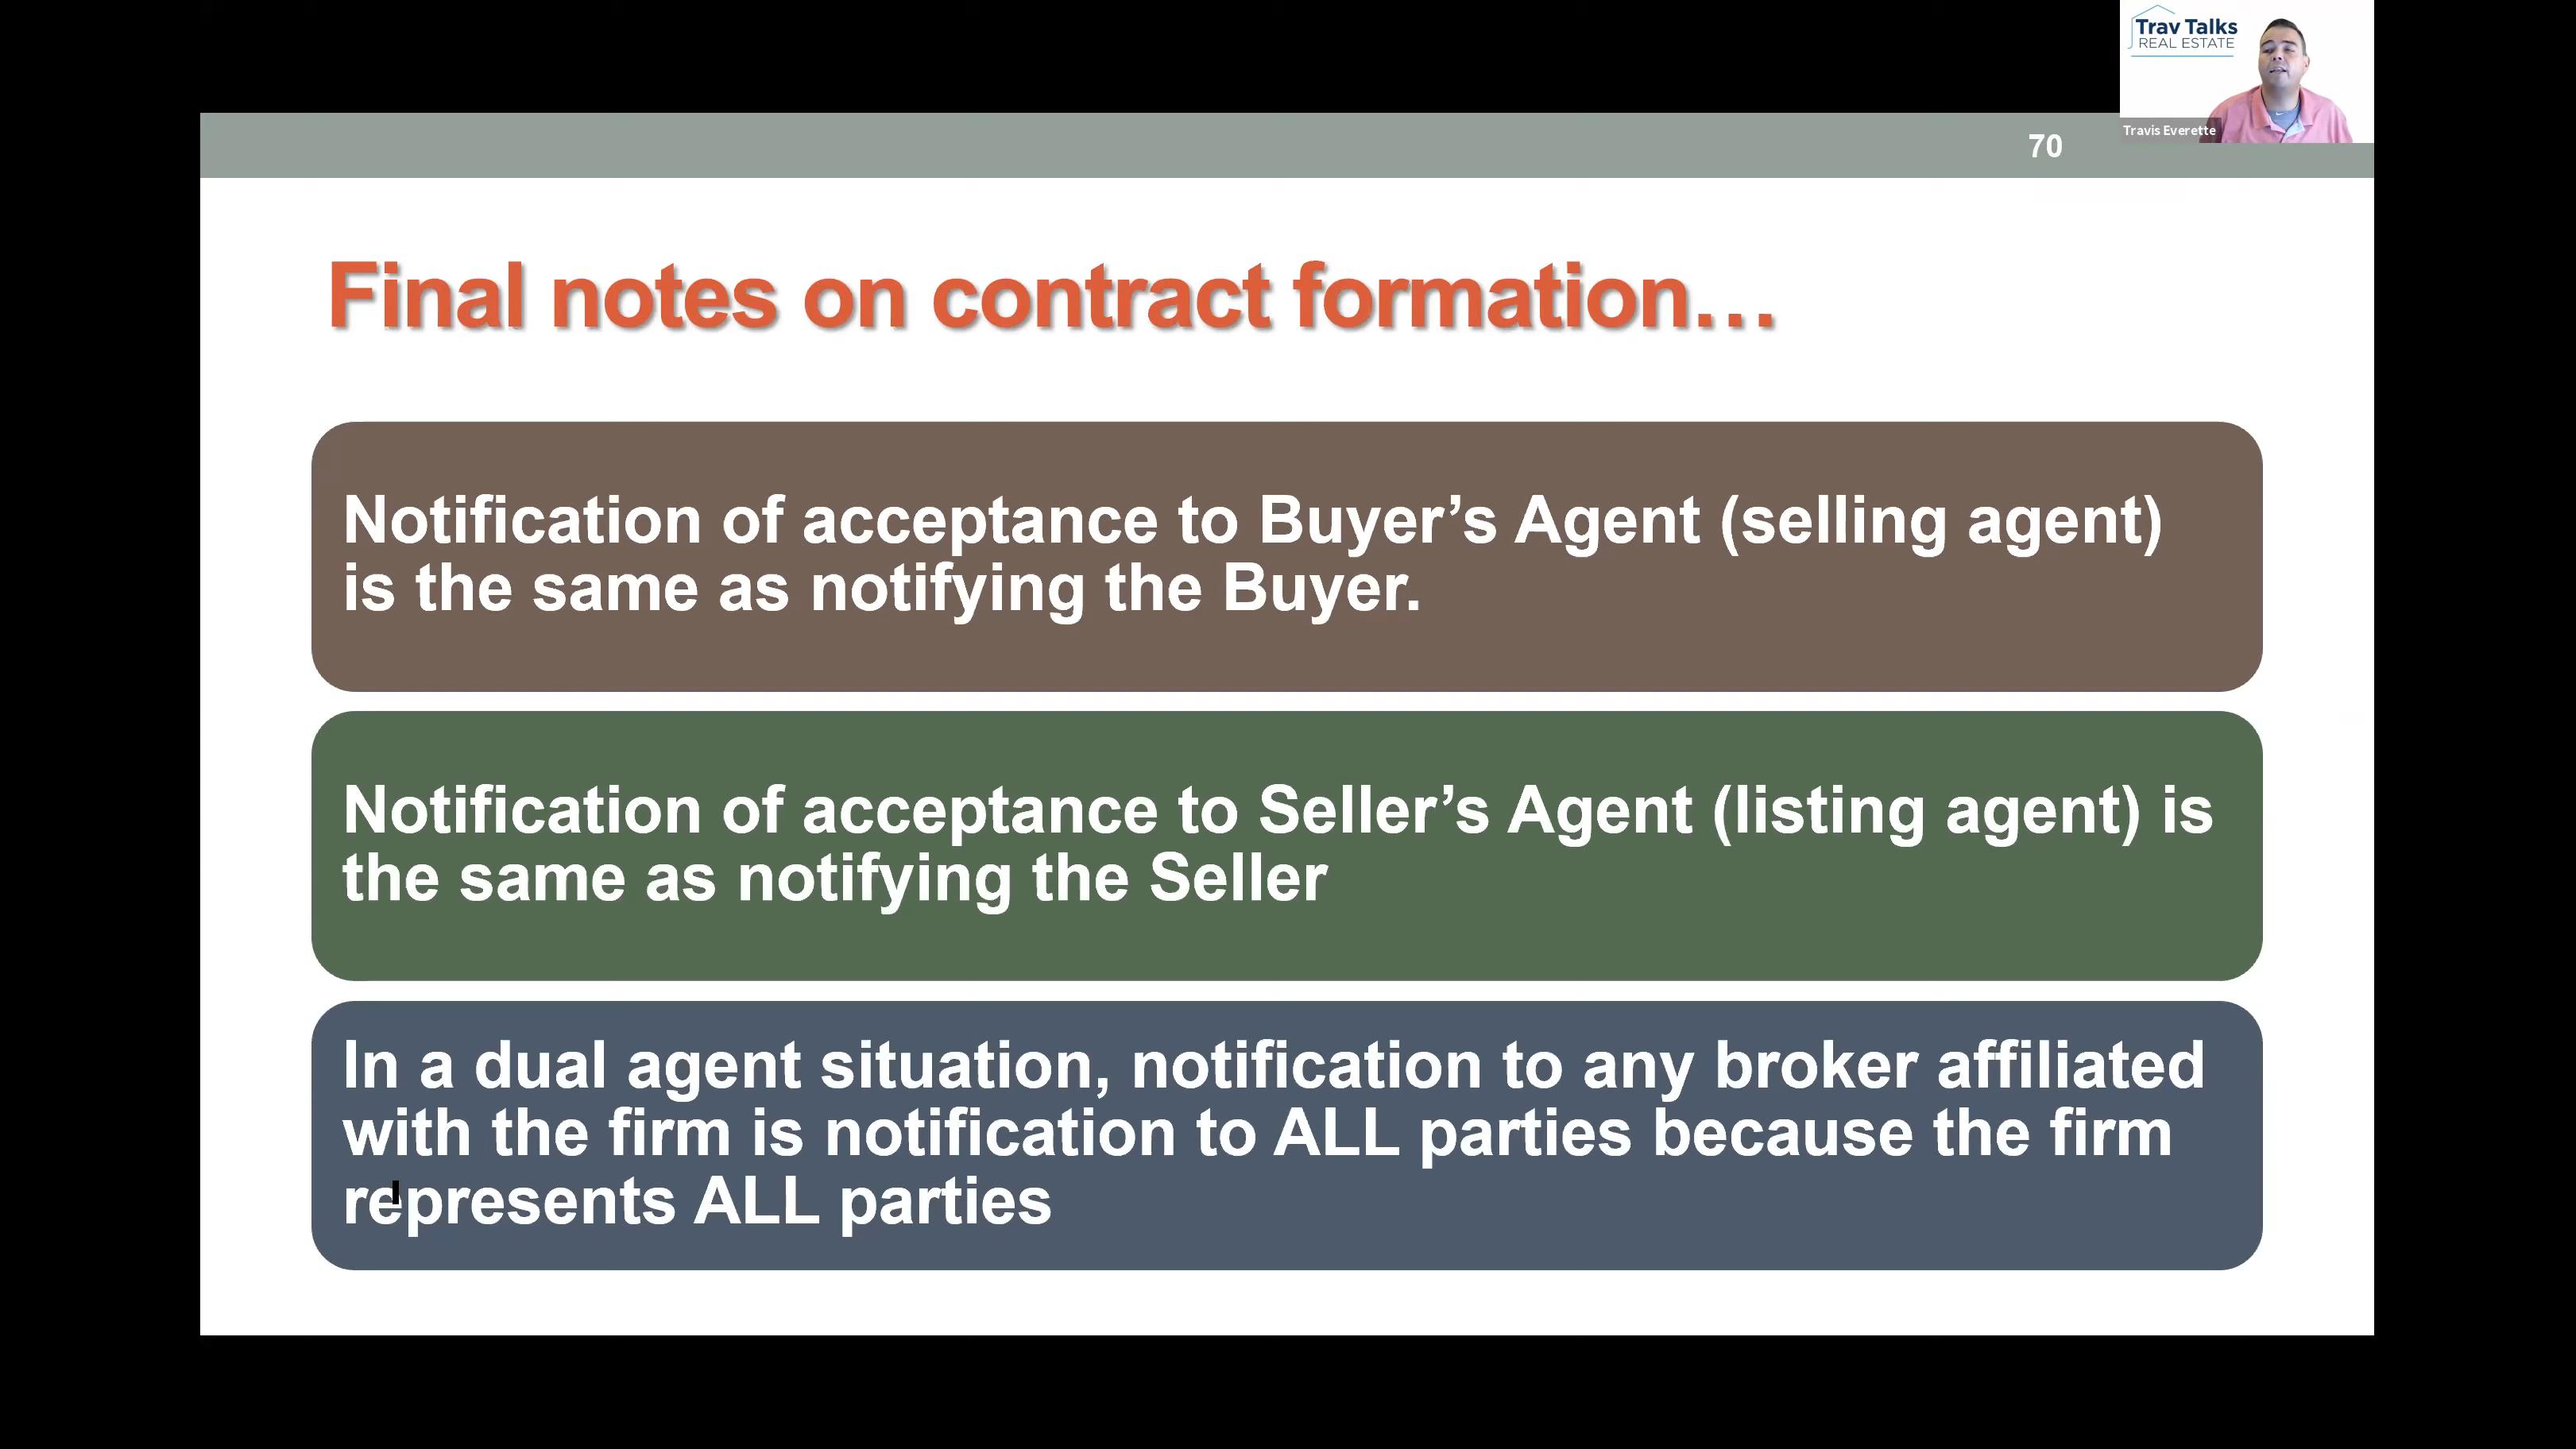 Trav Talks
REAL ESTATE
Travis Everette
70
Final notes on contract formation…
Notification of acceptance to Buyer’s Agent (selling agent)
is the same as notifying the Buyer.
Notification of acceptance to Seller’s Agent (listing agent) is
the same as notifying the Seller
In a dual agent situation, notification to any broker affiliated
with the firm is notification to ALL parties because the firm
represents ALL parties